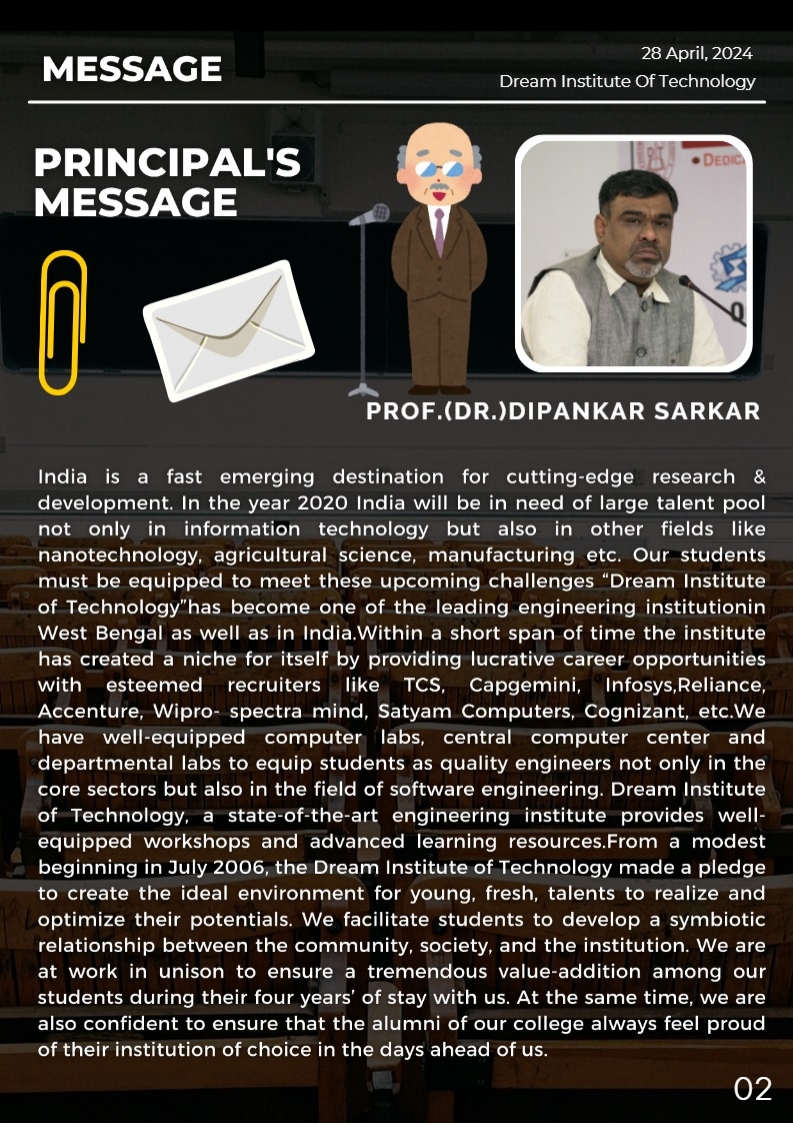 MESSAGE
28 April, 2024
Dream Institute Of Technology
PRINCIPAL'S
MESSAGE
DEDIC
PROF.(DR.)DIPANKAR SARKAR
India is a fast emerging destination for cutting-edge research &
development. In the year 2020 India will be in need of large talent pool
not only in information technology but also in other fields like
nanotechnology, agricultural science, manufacturing etc. Our students
must be equipped to meet these upcoming challenges “Dream Institute
of Technology”has become one of the leading engineering institutionin
West Bengal as well as in India.Within a short span of time the institute
has created a niche for itself by providing lucrative career opportunities
with esteemed recruiters like TCS, Capgemini, Infosys,Reliance,
Accenture, Wipro- spectra mind, Satyam Computers, Cognizant, etc.We
have well-equipped computer labs, central computer center and
departmental labs to equip students as quality engineers not only in the
core sectors but also in the field of software engineering. Dream Institute
of Technology, a state-of-the-art engineering institute provides well-
equipped workshops and advanced learning resources.From a modest
beginning in July 2006, the Dream Institute of Technology made a pledge
to create the ideal environment for young, fresh, talents to realize and
optimize their potentials. We facilitate students to develop a symbiotic
relationship between the community, society, and the institution. We are
at work in unison to ensure a tremendous value-addition among our
students during their four years’ of stay with us. At the same time, we are
also confident to ensure that the alumni of our college always feel proud
of their institution of choice in the days ahead of us.
02